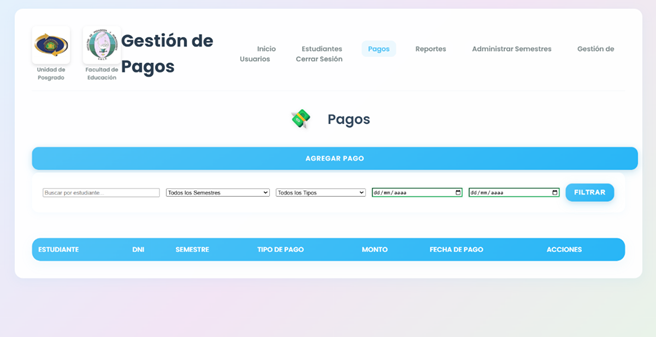 Unidad de
Posgrado
Facultad de
Educación
Gestión de
Pagos
Inicio Estudiantes Pagos Reportes Administrar Semestres Gestión de
Usuarios Cerrar Sesión
Pagos
AGREGAR PAGO
Buscar por estudiante Todos los Semestres Todos los Tipos dd/mm/aaaa dd/mm/aaaa FILTRAR
ESTUDIANTE DNI SEMESTRE TIPO DE PAGO MONTO FECHA DE PAGO ACCIONES